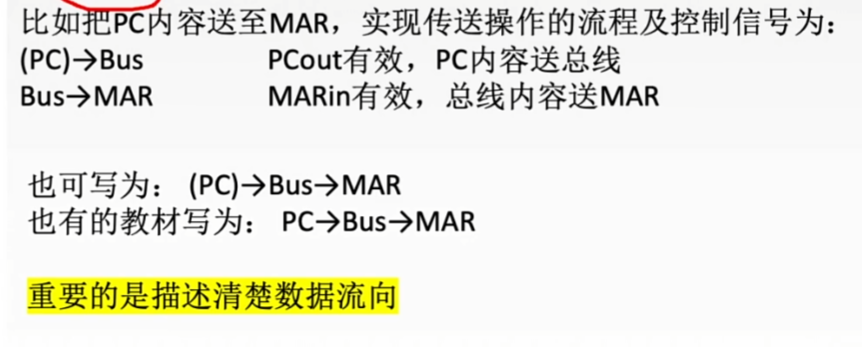 比如把PC内容送至MAR，实现传送操作的流程及控制信号为：
(PC)→Bus PCout有效，PC内容送总线
Bus→MAR MARin有效，总线内容送MAR
也可写为： (PC)→Bus→MAR
也有的教材写为： PC→Bus→MAR
重要的是描述清楚数据流向